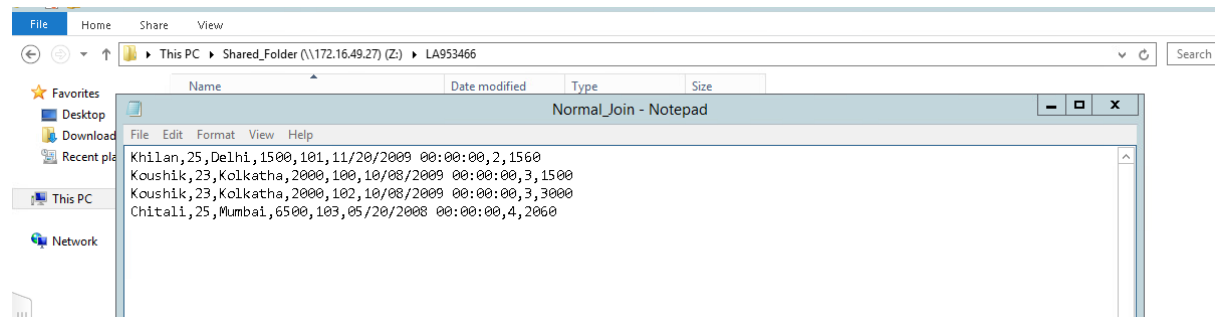 File Home Share View
This PC Shared_Folder (\\172.16.49.27) (Z:) LA953466 Search
Name Date modified Type Size
Favorites
Desktop
Download
Recent pla
This PC
Network
Normal_Join - Notepad
File Edit Format View Help
Khilan,25,Delhi,1500,101,11/20/2009 00:00:00,2,1560
Koushik,23,Kolkatha,2000,100,10/08/2009 00:00:00,3,1500
Koushik,23,Kolkatha,2000,102,10/08/2009 00:00:00,3,3000
Chitali,25,Mumbai,6500,103,05/20/2008 00:00:00,4,2060